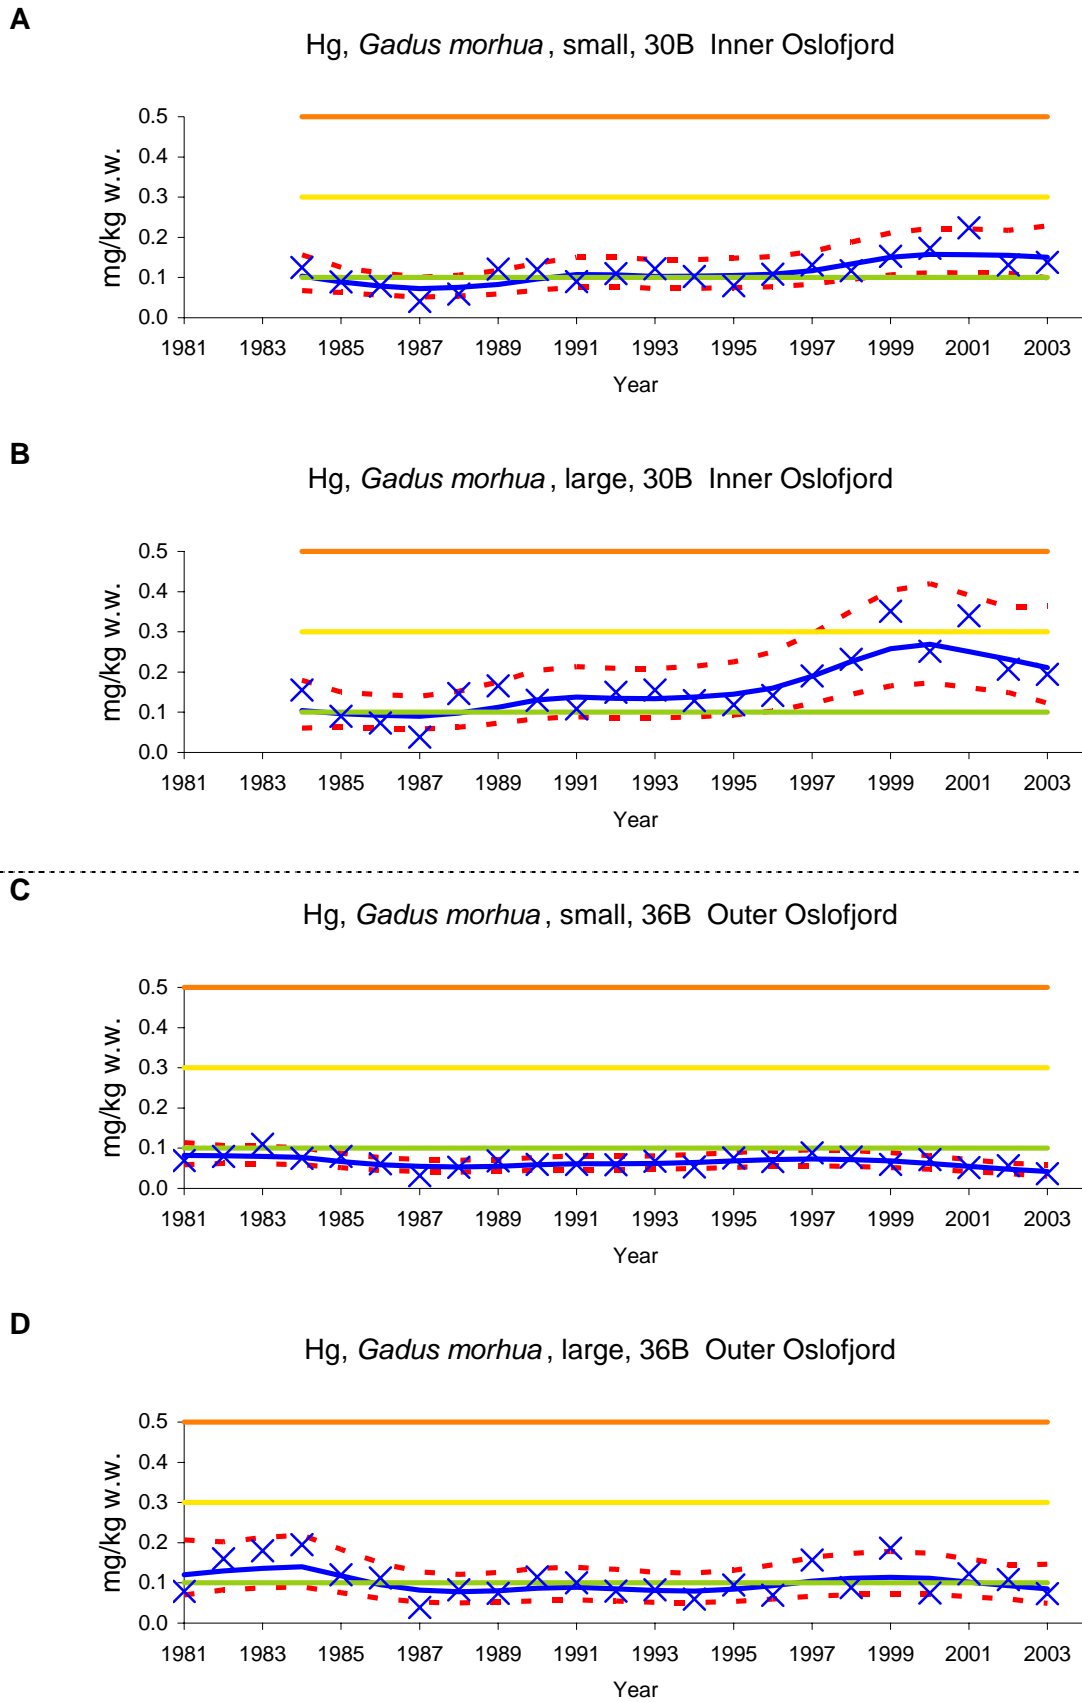 A
Hg, Gadus morhua, small, 30B Inner Oslofjord
mg/kg w.w.
0.5
0.4
0.3
0.2
0.1
0.0
1981 1983 1985 1987 1989 1991 1993 1995 1997 1999 2001 2003
Year
B
Hg, Gadus morhua, large, 30B Inner Oslofjord
mg/kg w.w.
0.5
0.4
0.3
0.2
0.1
0.0
1981 1983 1985 1987 1989 1991 1993 1995 1997 1999 2001 2003
Year
C
Hg, Gadus morhua, small, 36B Outer Oslofjord
mg/kg w.w.
0.5
0.4
0.3
0.2
0.1
0.0
1981 1983 1985 1987 1989 1991 1993 1995 1997 1999 2001 2003
Year
D
Hg, Gadus morhua, large, 36B Outer Oslofjord
mg/kg w.w.
0.5
0.4
0.3
0.2
0.1
0.0
1981 1983 1985 1987 1989 1991 1993 1995 1997 1999 2001 2003
Year